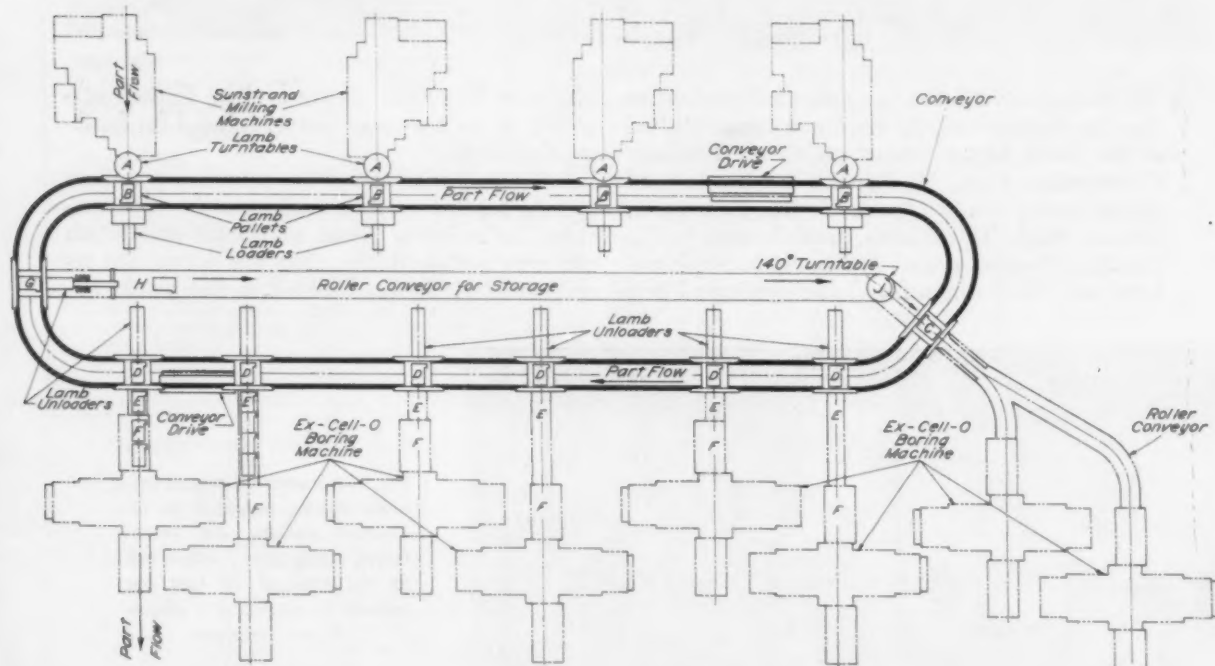 Part
Flow
Sunstrand
Milling
Machines
Lamb
Turntables
Conveyor
Drive
Conveyor
A
A
A
A
B
B
B
B
Part Flow
Lamb
Pallets
Lamb
Loaders
140° Turntable
G
H
Roller Conveyor for Storage
J
C
Lamb
Unloaders
D'
D'
D'
D'
D'
D'
Part Flow
Lamb
Unloaders
Conveyor
Drive
E
E
E
E
E
E
Ex-Cell-O
Boring
Machine
Ex-Cell-O
Boring
Machine
Roller
Conveyor
F
F
F
F
F
F
Part
Flow